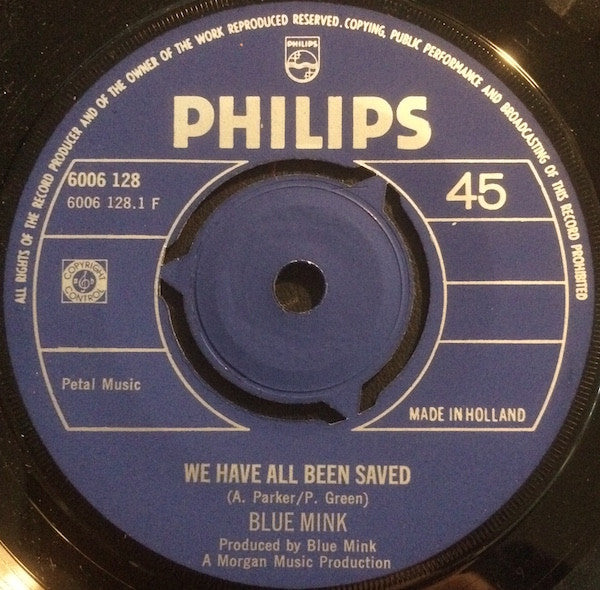 ALL RIGHTS OF THE RECORD PRODUCER AND OF THE OWNER OF THE WORK REPRODUCED RESERVED. COPYING, PUBLIC PERFORMANCE AND BROADCASTING OF THIS RECORD PROHIBITED
PHILIPS
PHILIPS
6006 128
6006 128.1 F
45
COPYRIGHT
CONTROL
Petal Music
MADE IN HOLLAND
WE HAVE ALL BEEN SAVED
(A. Parker/P. Green)
BLUE MINK
Produced by Blue Mink
A Morgan Music Production